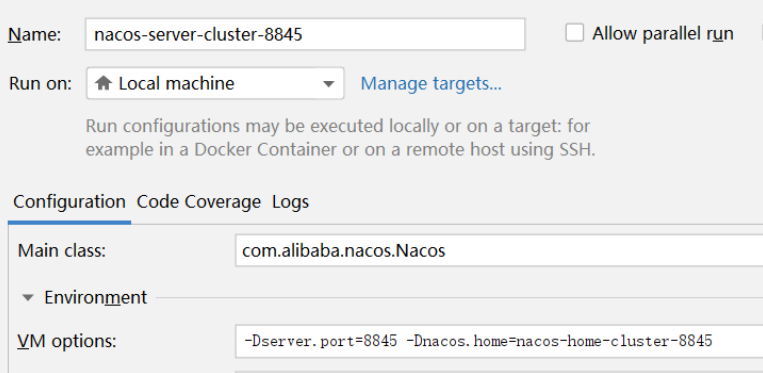 Name: nacos-server-cluster-8845 Allow parallel run
Run on: Local machine Manage targets...
Run configurations may be executed locally or on a target: for
example in a Docker Container or on a remote host using SSH.
Configuration Code Coverage Logs
Main class: com.alibaba.nacos.Nacos
Environment
VM options: -Dserver.port=8845 -Dnacos.home=nacos-home-cluster-8845